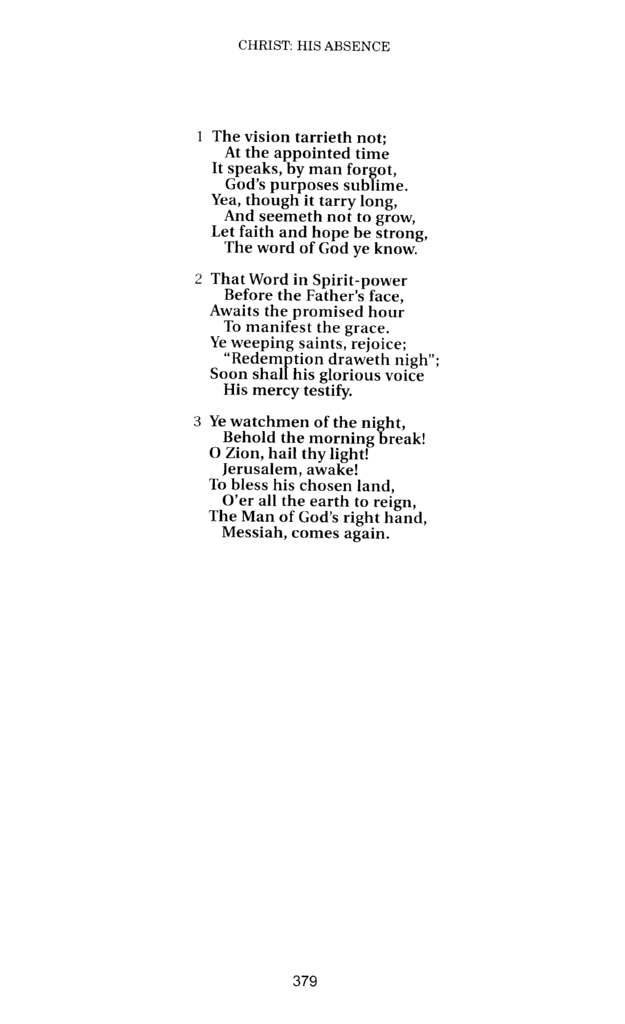 CHRIST: HIS ABSENCE
1 The vision tarrieth not;
At the appointed time
It speaks, by man forgot,
God's purposes sublime.
Yea, though it tarry long,
And seemeth not to grow,
Let faith and hope be strong,
The word of God ye know.
2 That Word in Spirit-power
Before the Father's face,
Awaits the promised hour
To manifest the grace.
Ye weeping saints, rejoice;
"Redemption draweth nigh";
Soon shall his glorious voice
His mercy testify.
3 Ye watchmen of the night,
Behold the morning break!
O Zion, hail thy light!
Jerusalem, awake!
To bless his chosen land,
O'er all the earth to reign,
The Man of God's right hand,
Messiah, comes again.
379